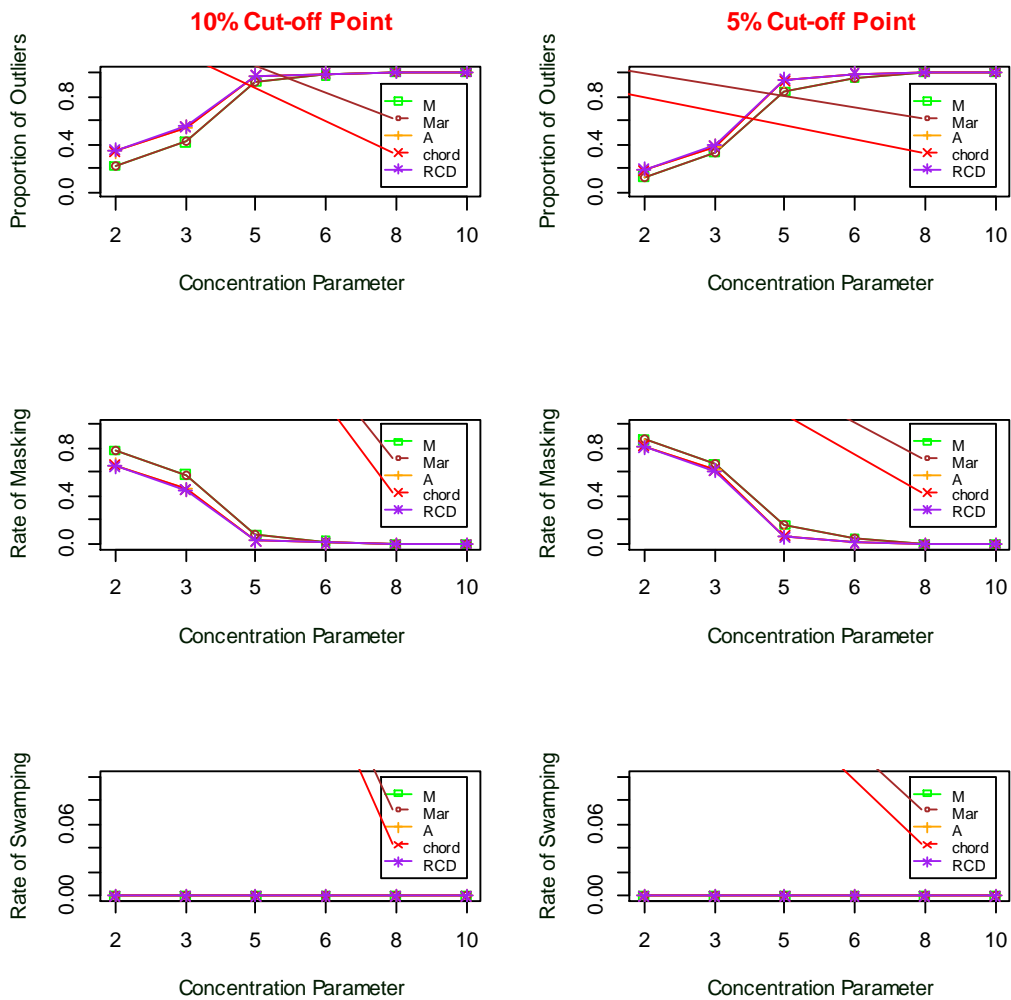 10% Cut-off Point
Proportion of Outliers
0.0 0.4 0.8
M
Mar
A
chord
RCD
2 3 5 6 8 10
Concentration Parameter
5% Cut-off Point
Proportion of Outliers
0.0 0.4 0.8
M
Mar
A
chord
RCD
2 3 5 6 8 10
Concentration Parameter
Rate of Masking
0.0 0.4 0.8
M
Mar
A
chord
RCD
2 3 5 6 8 10
Concentration Parameter
Rate of Masking
0.0 0.4 0.8
M
Mar
A
chord
RCD
2 3 5 6 8 10
Concentration Parameter
Rate of Swamping
0.00 0.06
M
Mar
A
chord
RCD
2 3 5 6 8 10
Concentration Parameter
Rate of Swamping
0.00 0.06
M
Mar
A
chord
RCD
2 3 5 6 8 10
Concentration Parameter